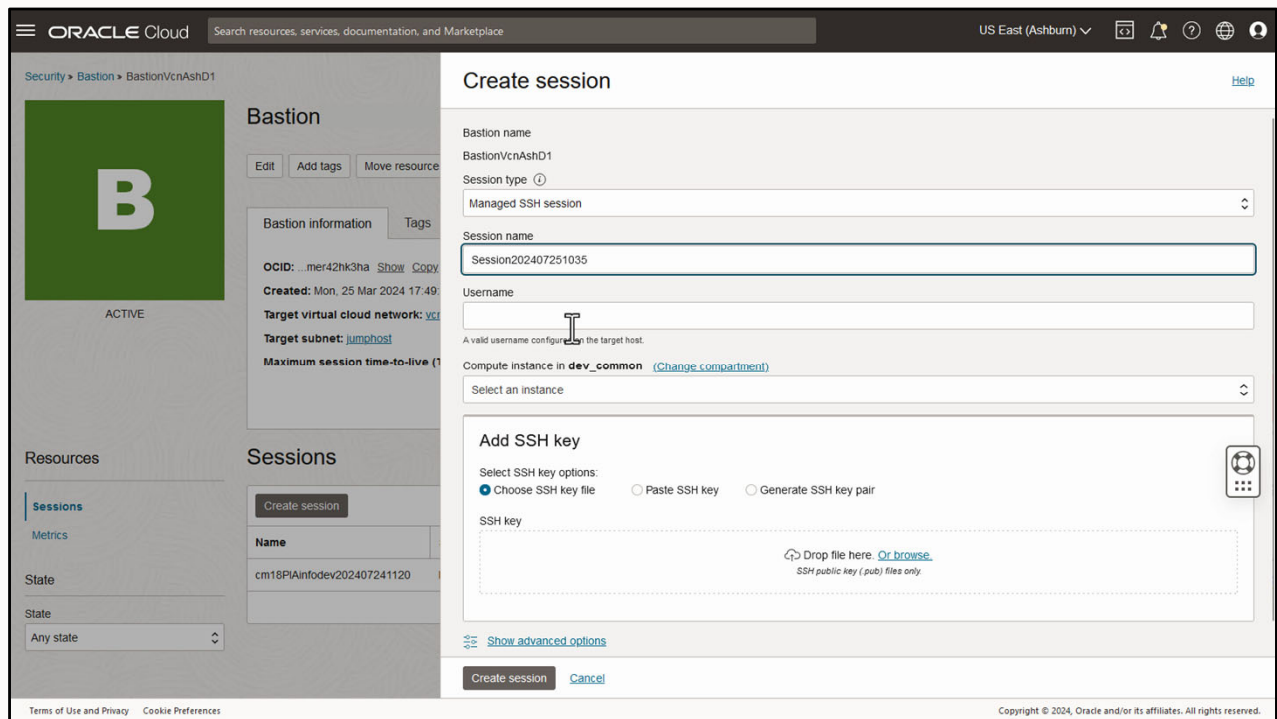 ORACLE Cloud
Search resources, services, documentation, and Marketplace
US East (Ashburn)
Security » Bastion » BastionVcnAshD1
B
ACTIVE
Bastion
Edit
Add tags
Move resource
Bastion information
Tags
OCID: ...mer42hk3ha Show Copy
Created: Mon, 25 Mar 2024 17:49:
Target virtual cloud network: vcn
Target subnet: jumphost
Maximum session time-to-live (T
Resources
Sessions
Metrics
State
State
Any state
Sessions
Create session
Name
cm18PIAinfodev202407241120
Create session
Help
Bastion name
BastionVcnAshD1
Session type
Managed SSH session
Session name
Session202407251035
Username
A valid username configured on the target host.
Compute instance in dev_common (Change compartment)
Select an instance
Add SSH key
Select SSH key options:
Choose SSH key file
Paste SSH key
Generate SSH key pair
SSH key
Drop file here. Or browse.
SSH public key (.pub) files only.
Show advanced options
Create session
Cancel
Terms of Use and Privacy
Cookie Preferences
Copyright © 2024, Oracle and/or its affiliates. All rights reserved.